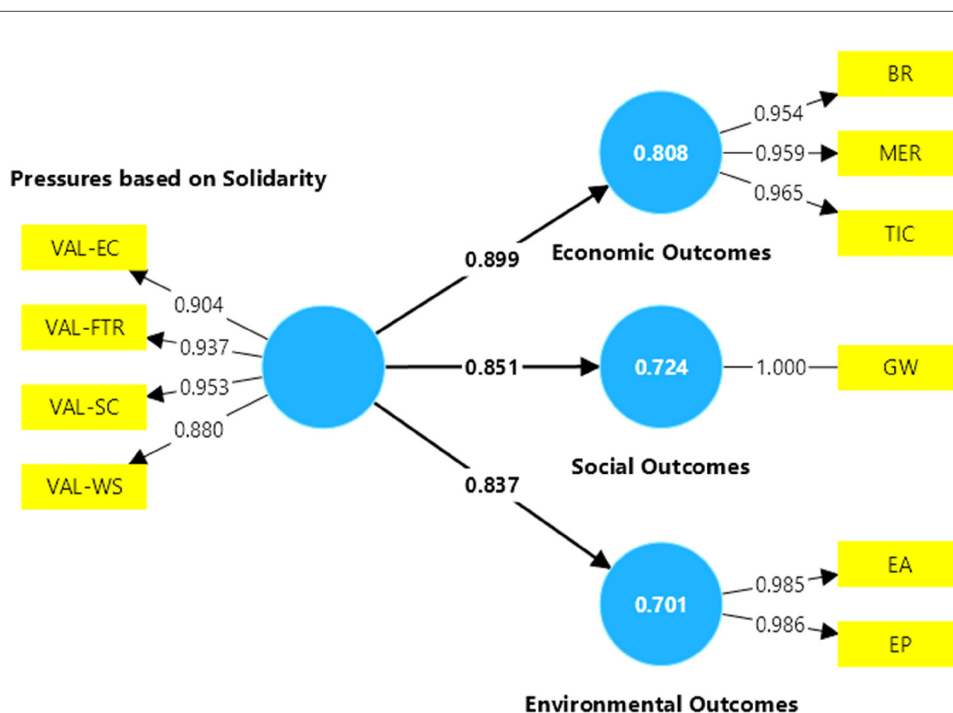 Pressures based on Solidarity
VAL-EC
VAL-FTR
VAL-SC
VAL-WS
0.904
0.937
0.953
0.880
0.899
0.851
0.837
0.808
Economic Outcomes
0.954
0.959
0.965
BR
MER
TIC
0.724
Social Outcomes
1.000
GW
0.701
Environmental Outcomes
0.985
0.986
EA
EP